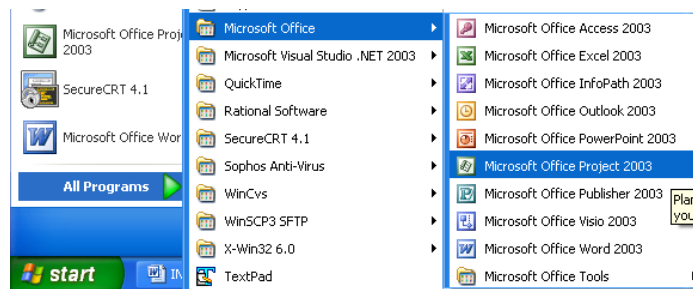 Microsoft Office Proj
2003
SecureCRT 4.1
Microsoft Office Wor
All Programs
start
IN
Microsoft Office
Microsoft Visual Studio .NET 2003
QuickTime
Rational Software
SecureCRT 4.1
Sophos Anti-Virus
WinCvs
WinSCP3 SFTP
X-Win32 6.0
TextPad
Microsoft Office Access 2003
Microsoft Office Excel 2003
Microsoft Office InfoPath 2003
Microsoft Office Outlook 2003
Microsoft Office PowerPoint 2003
Microsoft Office Project 2003
Microsoft Office Publisher 2003
Microsoft Office Visio 2003
Microsoft Office Word 2003
Microsoft Office Tools
Plan
you